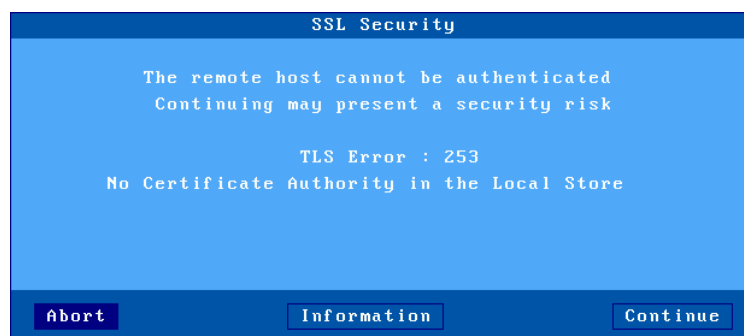 SSL Security
The remote host cannot be authenticated
Continuing may present a security risk
TLS Error : 253
No Certificate Authority in the Local Store
Abort Information Continue